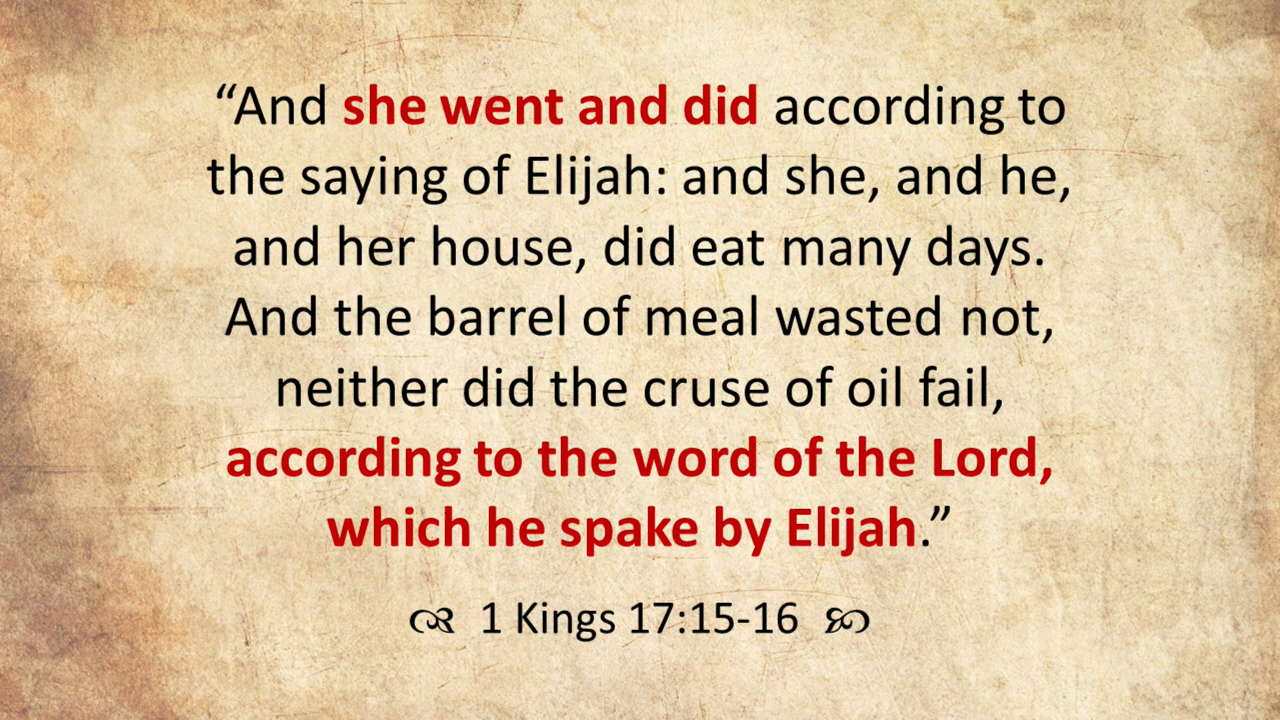 “And she went and did according to
the saying of Elijah: and she, and he,
and her house, did eat many days.
And the barrel of meal wasted not,
neither did the cruse of oil fail,
according to the word of the Lord,
which he spake by Elijah.”
1 Kings 17:15-16